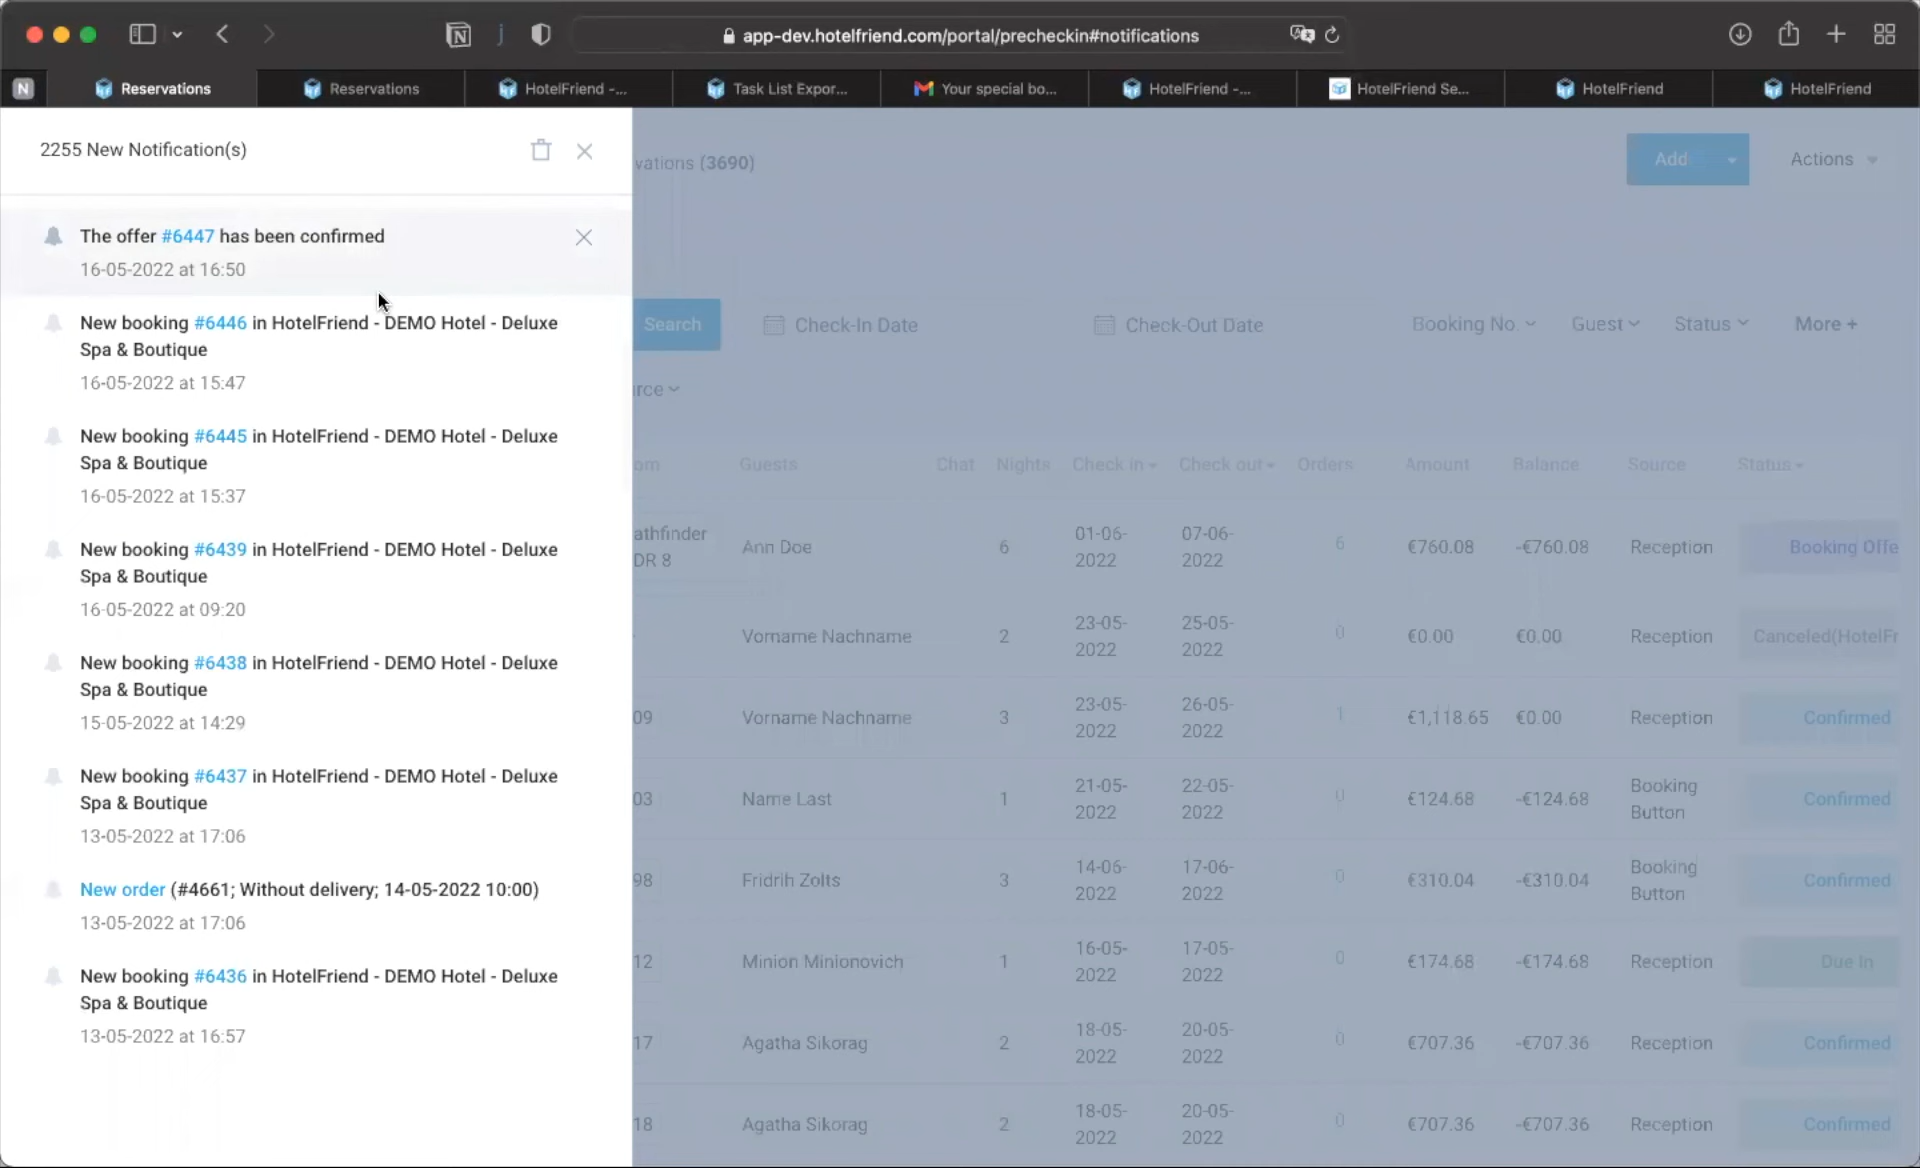 app-dev.hotelfriend.com/portal/precheckin#notifications
N Reservations Reservations HotelFriend -... Task List Expor... Your special bo... HotelFriend -... HotelFriend Se... HotelFriend HotelFriend
2255 New Notification(s)
The offer #6447 has been confirmed
16-05-2022 at 16:50
New booking #6446 in HotelFriend - DEMO Hotel - Deluxe
Spa & Boutique
16-05-2022 at 15:47
New booking #6445 in HotelFriend - DEMO Hotel - Deluxe
Spa & Boutique
16-05-2022 at 15:37
New booking #6439 in HotelFriend - DEMO Hotel - Deluxe
Spa & Boutique
16-05-2022 at 09:20
New booking #6438 in HotelFriend - DEMO Hotel - Deluxe
Spa & Boutique
15-05-2022 at 14:29
New booking #6437 in HotelFriend - DEMO Hotel - Deluxe
Spa & Boutique
13-05-2022 at 17:06
New order (#4661; Without delivery; 14-05-2022 10:00)
13-05-2022 at 17:06
New booking #6436 in HotelFriend - DEMO Hotel - Deluxe
Spa & Boutique
13-05-2022 at 16:57
vations (3690)
Add Actions
Search Check-In Date Check-Out Date Booking No. Guest Status More +
rce
om Guests Chat Nights Check in Check out Orders Amount Balance Source Status
athfinder
DR 8 Ann Doe 6 01-06-
2022 07-06-
2022 6 €760.08 -€760.08 Reception Booking Offe
Vorname Nachname 2 23-05-
2022 25-05-
2022 0 €0.00 €0.00 Reception Canceled(HotelFr
09 Vorname Nachname 3 23-05-
2022 26-05-
2022 1 €1,118.65 €0.00 Reception Confirmed
03 Name Last 1 21-05-
2022 22-05-
2022 0 €124.68 -€124.68 Booking
Button Confirmed
98 Fridrih Zolts 3 14-06-
2022 17-06-
2022 0 €310.04 -€310.04 Booking
Button Confirmed
12 Minion Minionovich 1 16-05-
2022 17-05-
2022 0 €174.68 -€174.68 Reception Due In
17 Agatha Sikorag 2 18-05-
2022 20-05-
2022 0 €707.36 -€707.36 Reception Confirmed
18 Agatha Sikorag 2 18-05-
2022 20-05-
2022 0 €707.36 -€707.36 Reception Confirmed